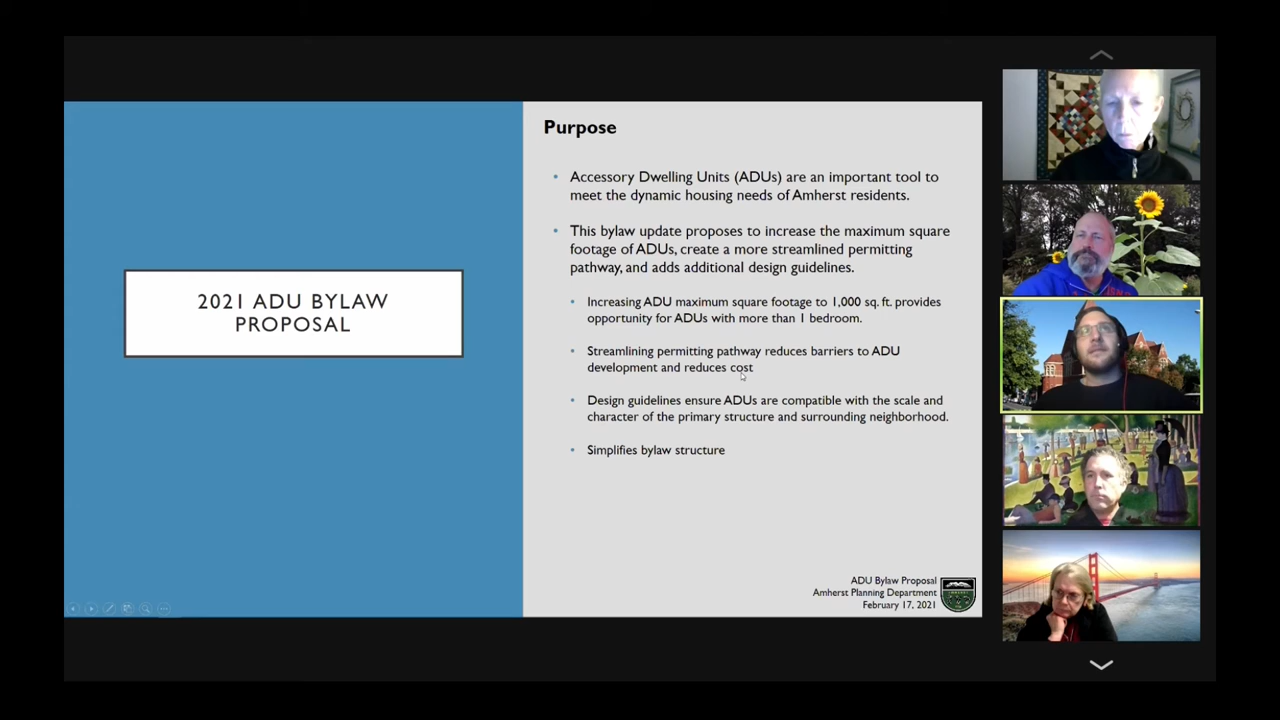 2021 ADU BYLAW
PROPOSAL
Purpose
• Accessory Dwelling Units (ADUs) are an important tool to
meet the dynamic housing needs of Amherst residents.
• This bylaw update proposes to increase the maximum square
footage of ADUs, create a more streamlined permitting
pathway, and adds additional design guidelines.
• Increasing ADU maximum square footage to 1,000 sq. ft. provides
opportunity for ADUs with more than 1 bedroom.
• Streamlining permitting pathway reduces barriers to ADU
development and reduces cost
• Design guidelines ensure ADUs are compatible with the scale and
character of the primary structure and surrounding neighborhood.
• Simplifies bylaw structure
ADU Bylaw Proposal
Amherst Planning Department
February 17, 2021